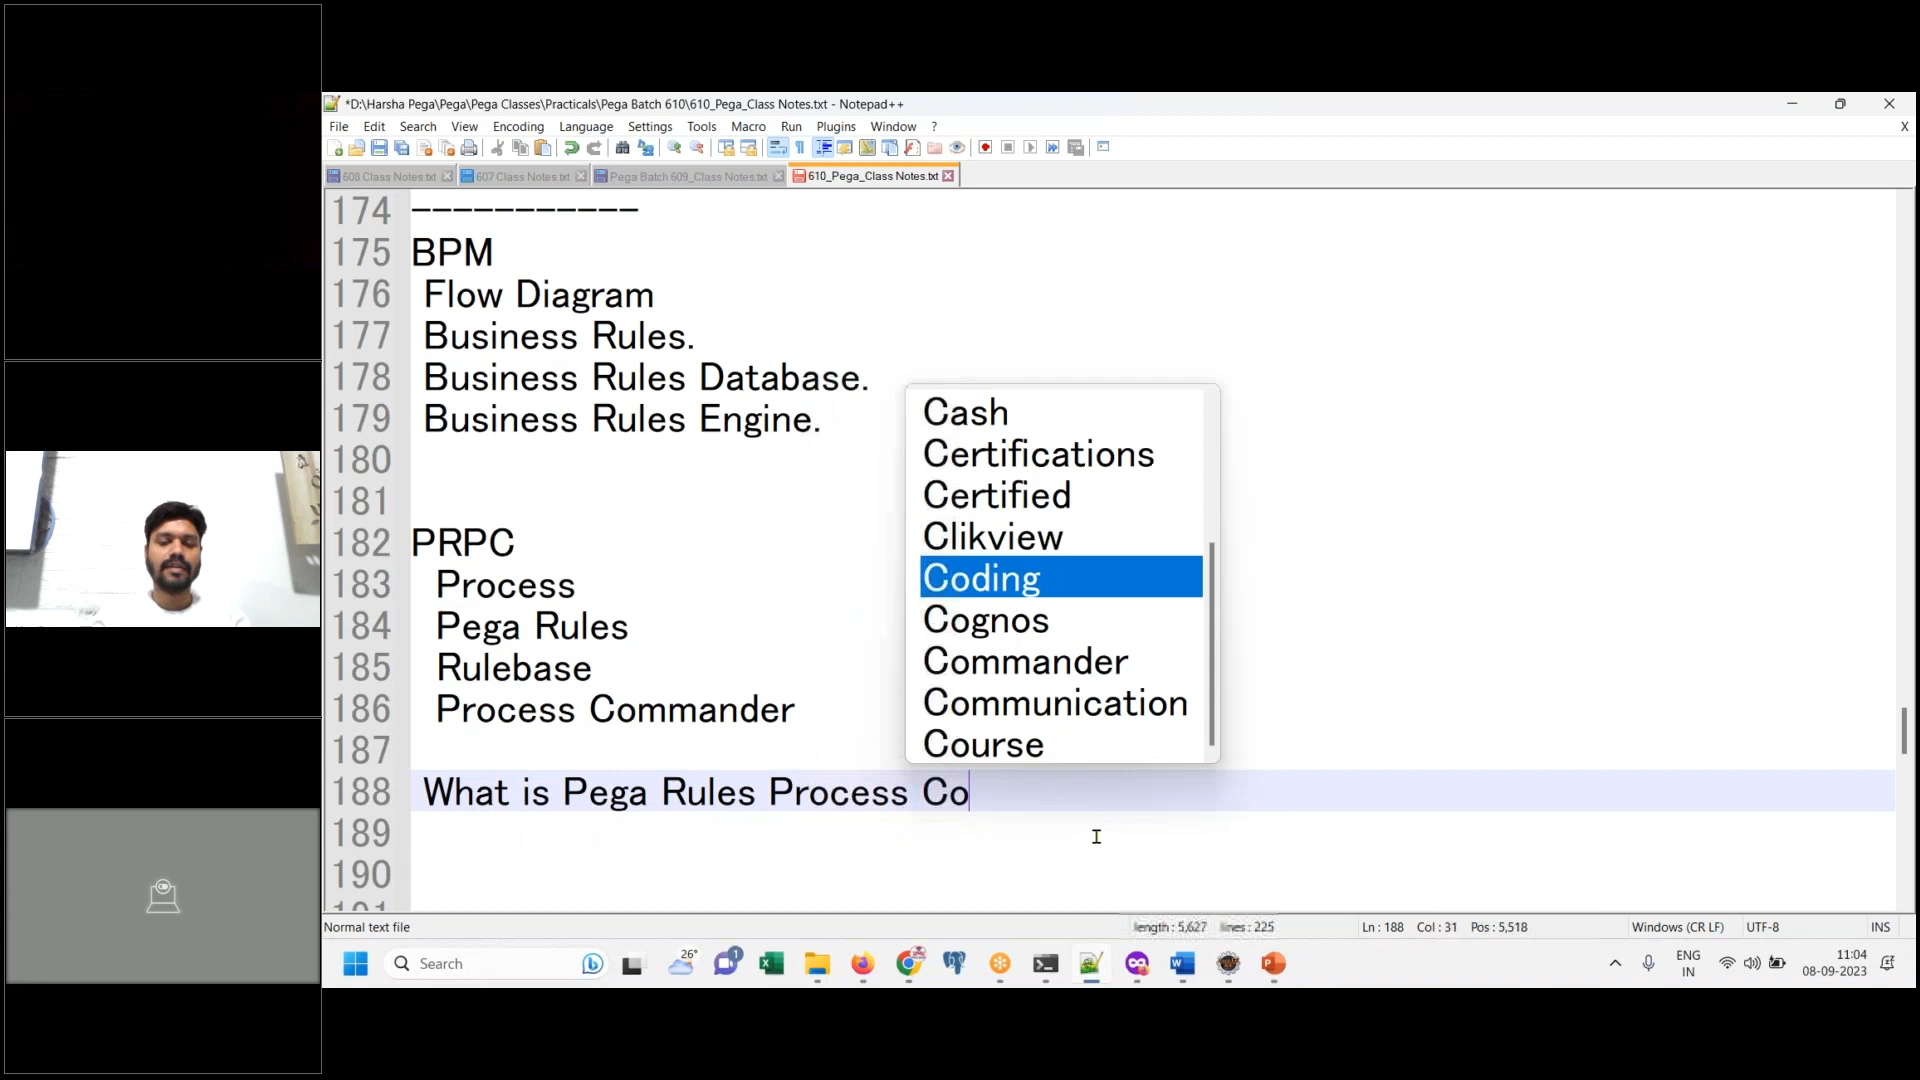 *D:\Harsha Pega\Pega\Pega Classes\Practicals\Pega Batch 610\610_Pega_Class Notes.txt - Notepad++
File Edit Search View Encoding Language Settings Tools Macro Run Plugins Window ? X
608 Class Notes.txt 607 Class Notes.txt Pega Batch 609_Class Notes.txt 610_Pega_Class Notes.txt
174 -----------
175 BPM
176 Flow Diagram
177 Business Rules.
178 Business Rules Database.
179 Business Rules Engine.
180
181
182 PRPC
183 Process
184 Pega Rules
185 Rulebase
186 Process Commander
187
188 What is Pega Rules Process Co
189
190
191
Cash
Certifications
Certified
Clikview
Coding
Cognos
Commander
Communication
Course
Normal text file length : 5,627 lines : 225 Ln : 188 Col : 31 Pos : 5,518 Windows (CR LF) UTF-8 INS
Search 26° 1 ENG IN 11:04
08-09-2023